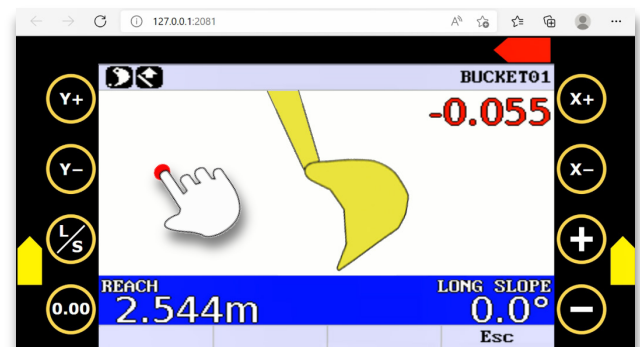 127.0.0.1:2081
BUCKET01
Y+
-0.055
X+
Y-
X-
L/S
+
REACH
LONG SLOPE
0.00
2.544m
0.0°
-
Esc